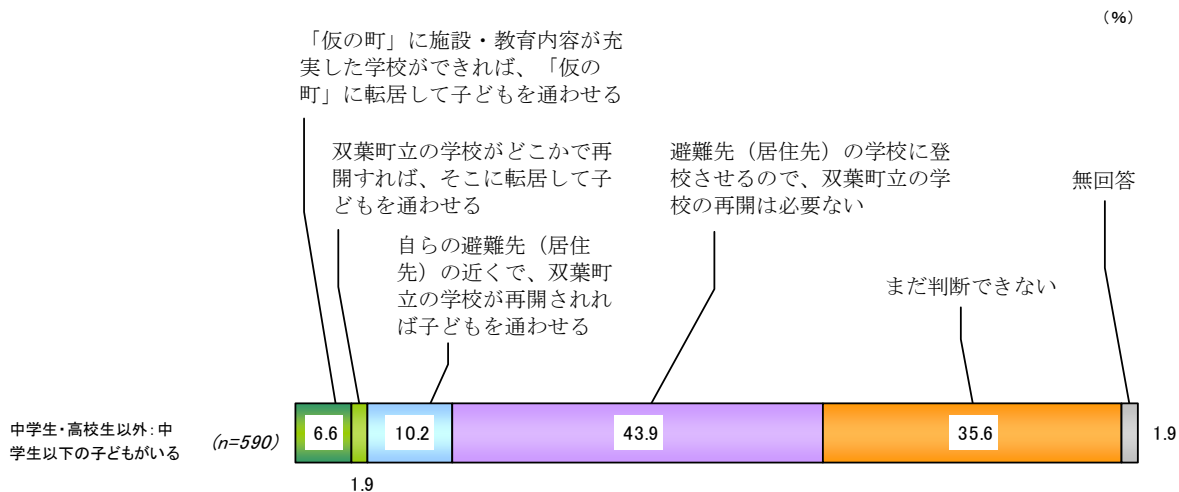 （%）
「仮の町」に施設・教育内容が充
実した学校ができれば、「仮の
町」に転居して子どもを通わせる
双葉町立の学校がどこかで再
開すれば、そこに転居して子
どもを通わせる
自らの避難先（居住
先）の近くで、双葉町
立の学校が再開されれ
ば子どもを通わせる
避難先（居住先）の学校に登
校させるので、双葉町立の学
校の再開は必要ない
まだ判断できない
無回答
中学生・高校生以外：中
学生以下の子どもがいる
(n=590)
6.6
1.9
10.2
43.9
35.6
1.9